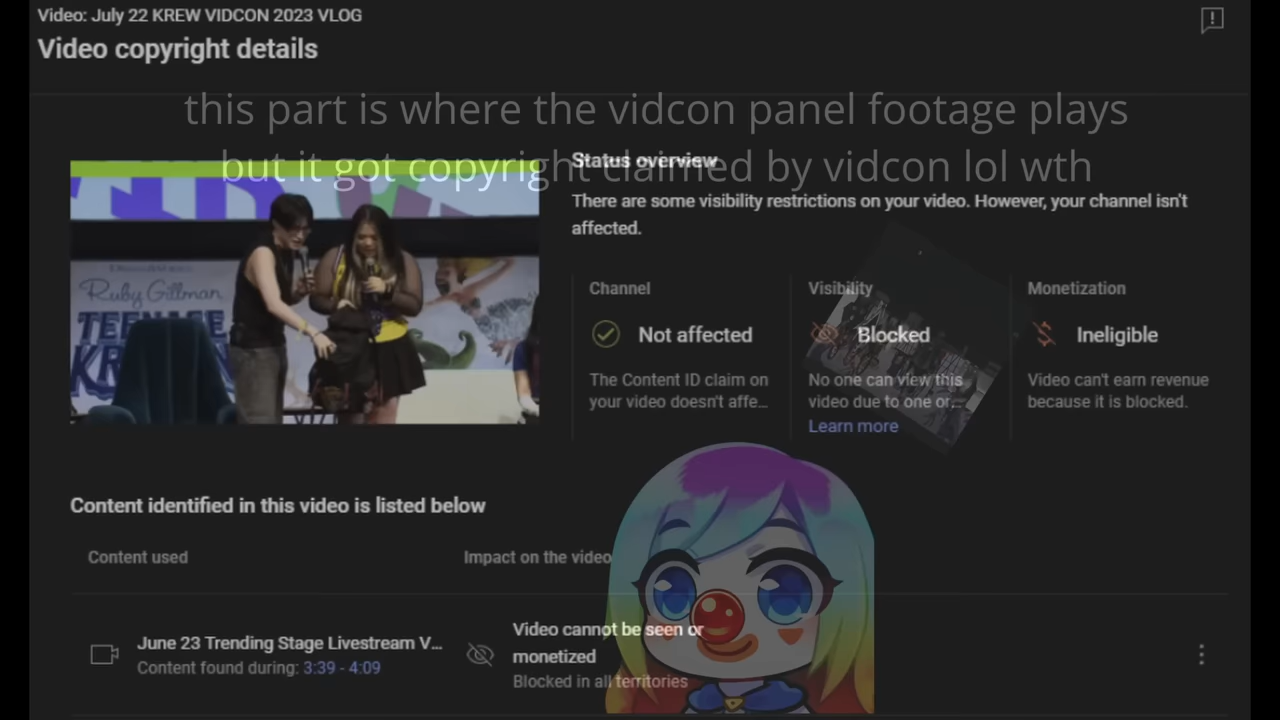 Video: July 22 KREW VIDCON 2023 VLOG
Video copyright details
this part is where the vidcon panel footage plays
but it got copyright claimed by vidcon lol wth
Status overview
There are some visibility restrictions on your video. However, your channel isn't
affected.
Channel
Visibility
Monetization
Not affected
Blocked
Ineligible
The Content ID claim on
your video doesn't affe...
No one can view this
video due to one or...
Learn more
Video can't earn revenue
because it is blocked.
Ruby Gillman
TEENAGE
KR
Content identified in this video is listed below
Content used
Impact on the video
June 23 Trending Stage Livestream V...
Content found during: 3:39 - 4:09
Video cannot be seen or
monetized
Blocked in all territories